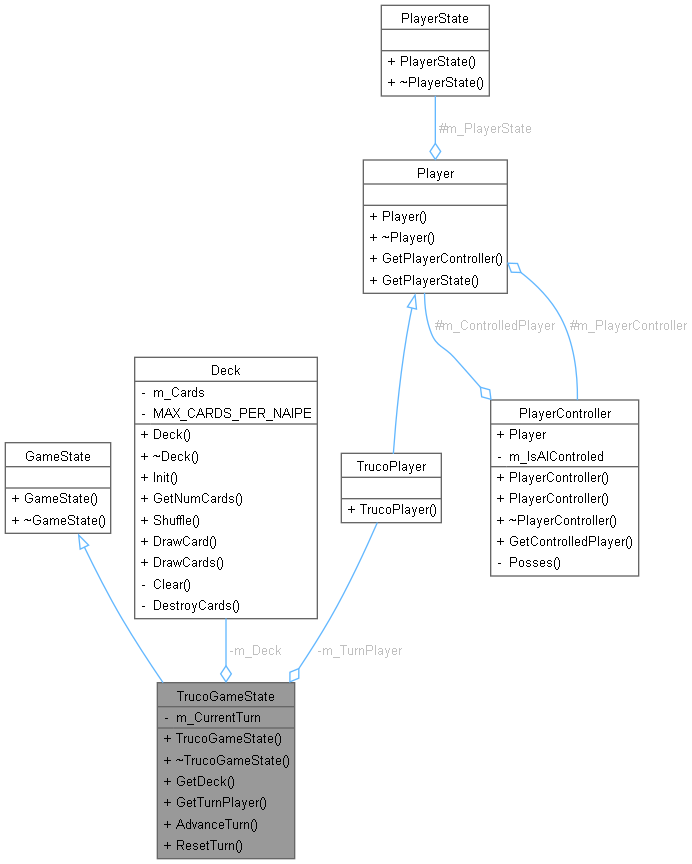 PlayerState
+ PlayerState()
+ ~PlayerState()
#m_PlayerState
Player
+ Player()
+ ~Player()
+ GetPlayerController()
+ GetPlayerState()
#m_ControlledPlayer
#m_PlayerController
Deck
- m_Cards
- MAX_CARDS_PER_NAIPE
+ Deck()
+ ~Deck()
+ Init()
+ GetNumCards()
+ Shuffle()
+ DrawCard()
+ DrawCards()
- Clear()
- DestroyCards()
PlayerController
+ Player
- m_IsAIControled
+ PlayerController()
+ PlayerController()
+ ~PlayerController()
+ GetControlledPlayer()
- Posses()
GameState
+ GameState()
+ ~GameState()
TrucoPlayer
+ TrucoPlayer()
-m_Deck
-m_TurnPlayer
TrucoGameState
- m_CurrentTurn
+ TrucoGameState()
+ ~TrucoGameState()
+ GetDeck()
+ GetTurnPlayer()
+ AdvanceTurn()
+ ResetTurn()